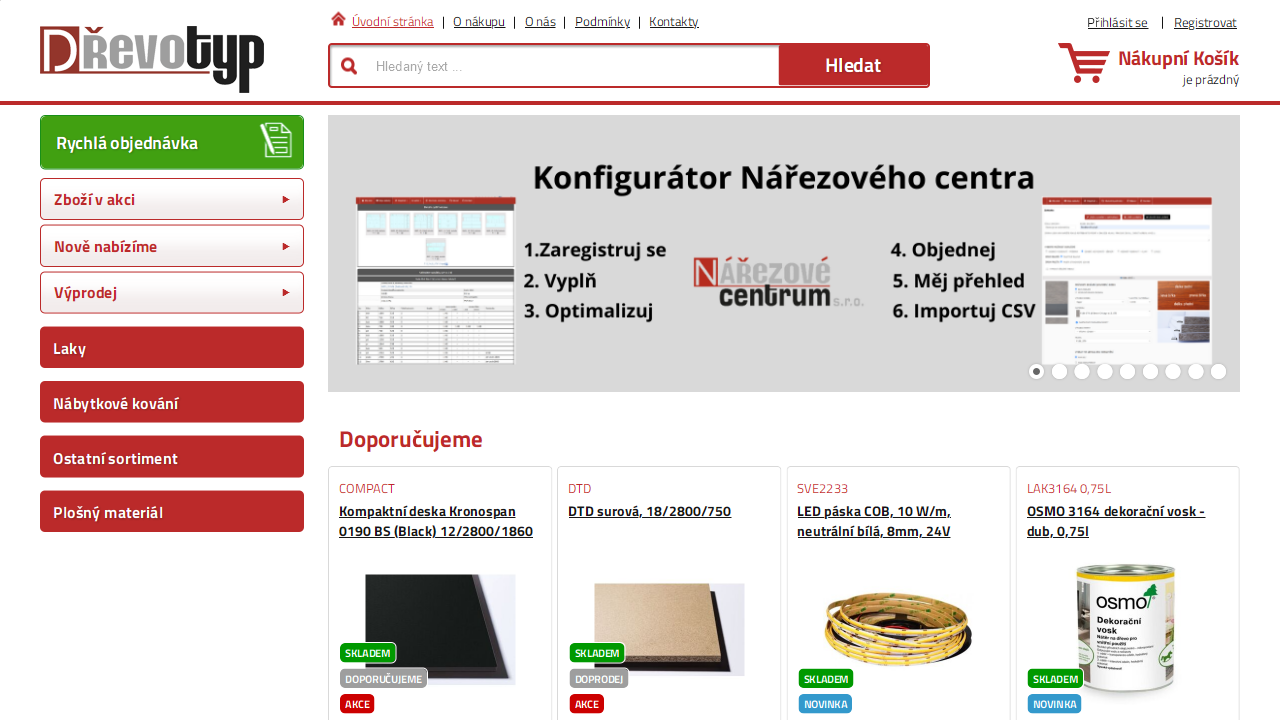 Dřevotyp
Úvodní stránka | O nákupu | O nás | Podmínky | Kontakty
Přihlásit se | Registrovat
Hledaný text ...
Hledat
Nákupní Košík
je prázdný
Rychlá objednávka
Zboží v akci
Nově nabízíme
Výprodej
Laky
Nábytkové kování
Ostatní sortiment
Plošný materiál
Konfigurátor Nářezového centra
1.Zaregistruj se
2. Vyplň
3. Optimalizuj
Nářezové
centrum s.r.o.
4. Objednej
5. Měj přehled
6. Importuj CSV
Doporučujeme
COMPACT
Kompaktní deska Kronospan
0190 BS (Black) 12/2800/1860
SKLADEM
DOPORUČUJEME
AKCE
DTD
DTD surová, 18/2800/750
SKLADEM
DOPRODEJ
AKCE
SVE2233
LED páska COB, 10 W/m,
neutrální bílá, 8mm, 24V
SKLADEM
NOVINKA
LAK3164 0,75L
OSMO 3164 dekorační vosk -
dub, 0,75l
osmo
Dekorační
vosk
SKLADEM
NOVINKA